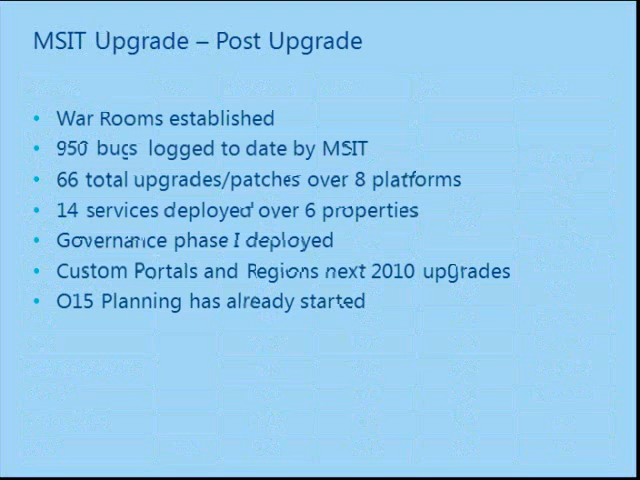 MSIT Upgrade – Post Upgrade
• War Rooms established
• 950 bugs logged to date by MSIT
• 66 total upgrades/patches over 8 platforms
• 14 services deployed over 6 properties
• Governance phase I deployed
• Custom Portals and Regions next 2010 upgrades
• O15 Planning has already started